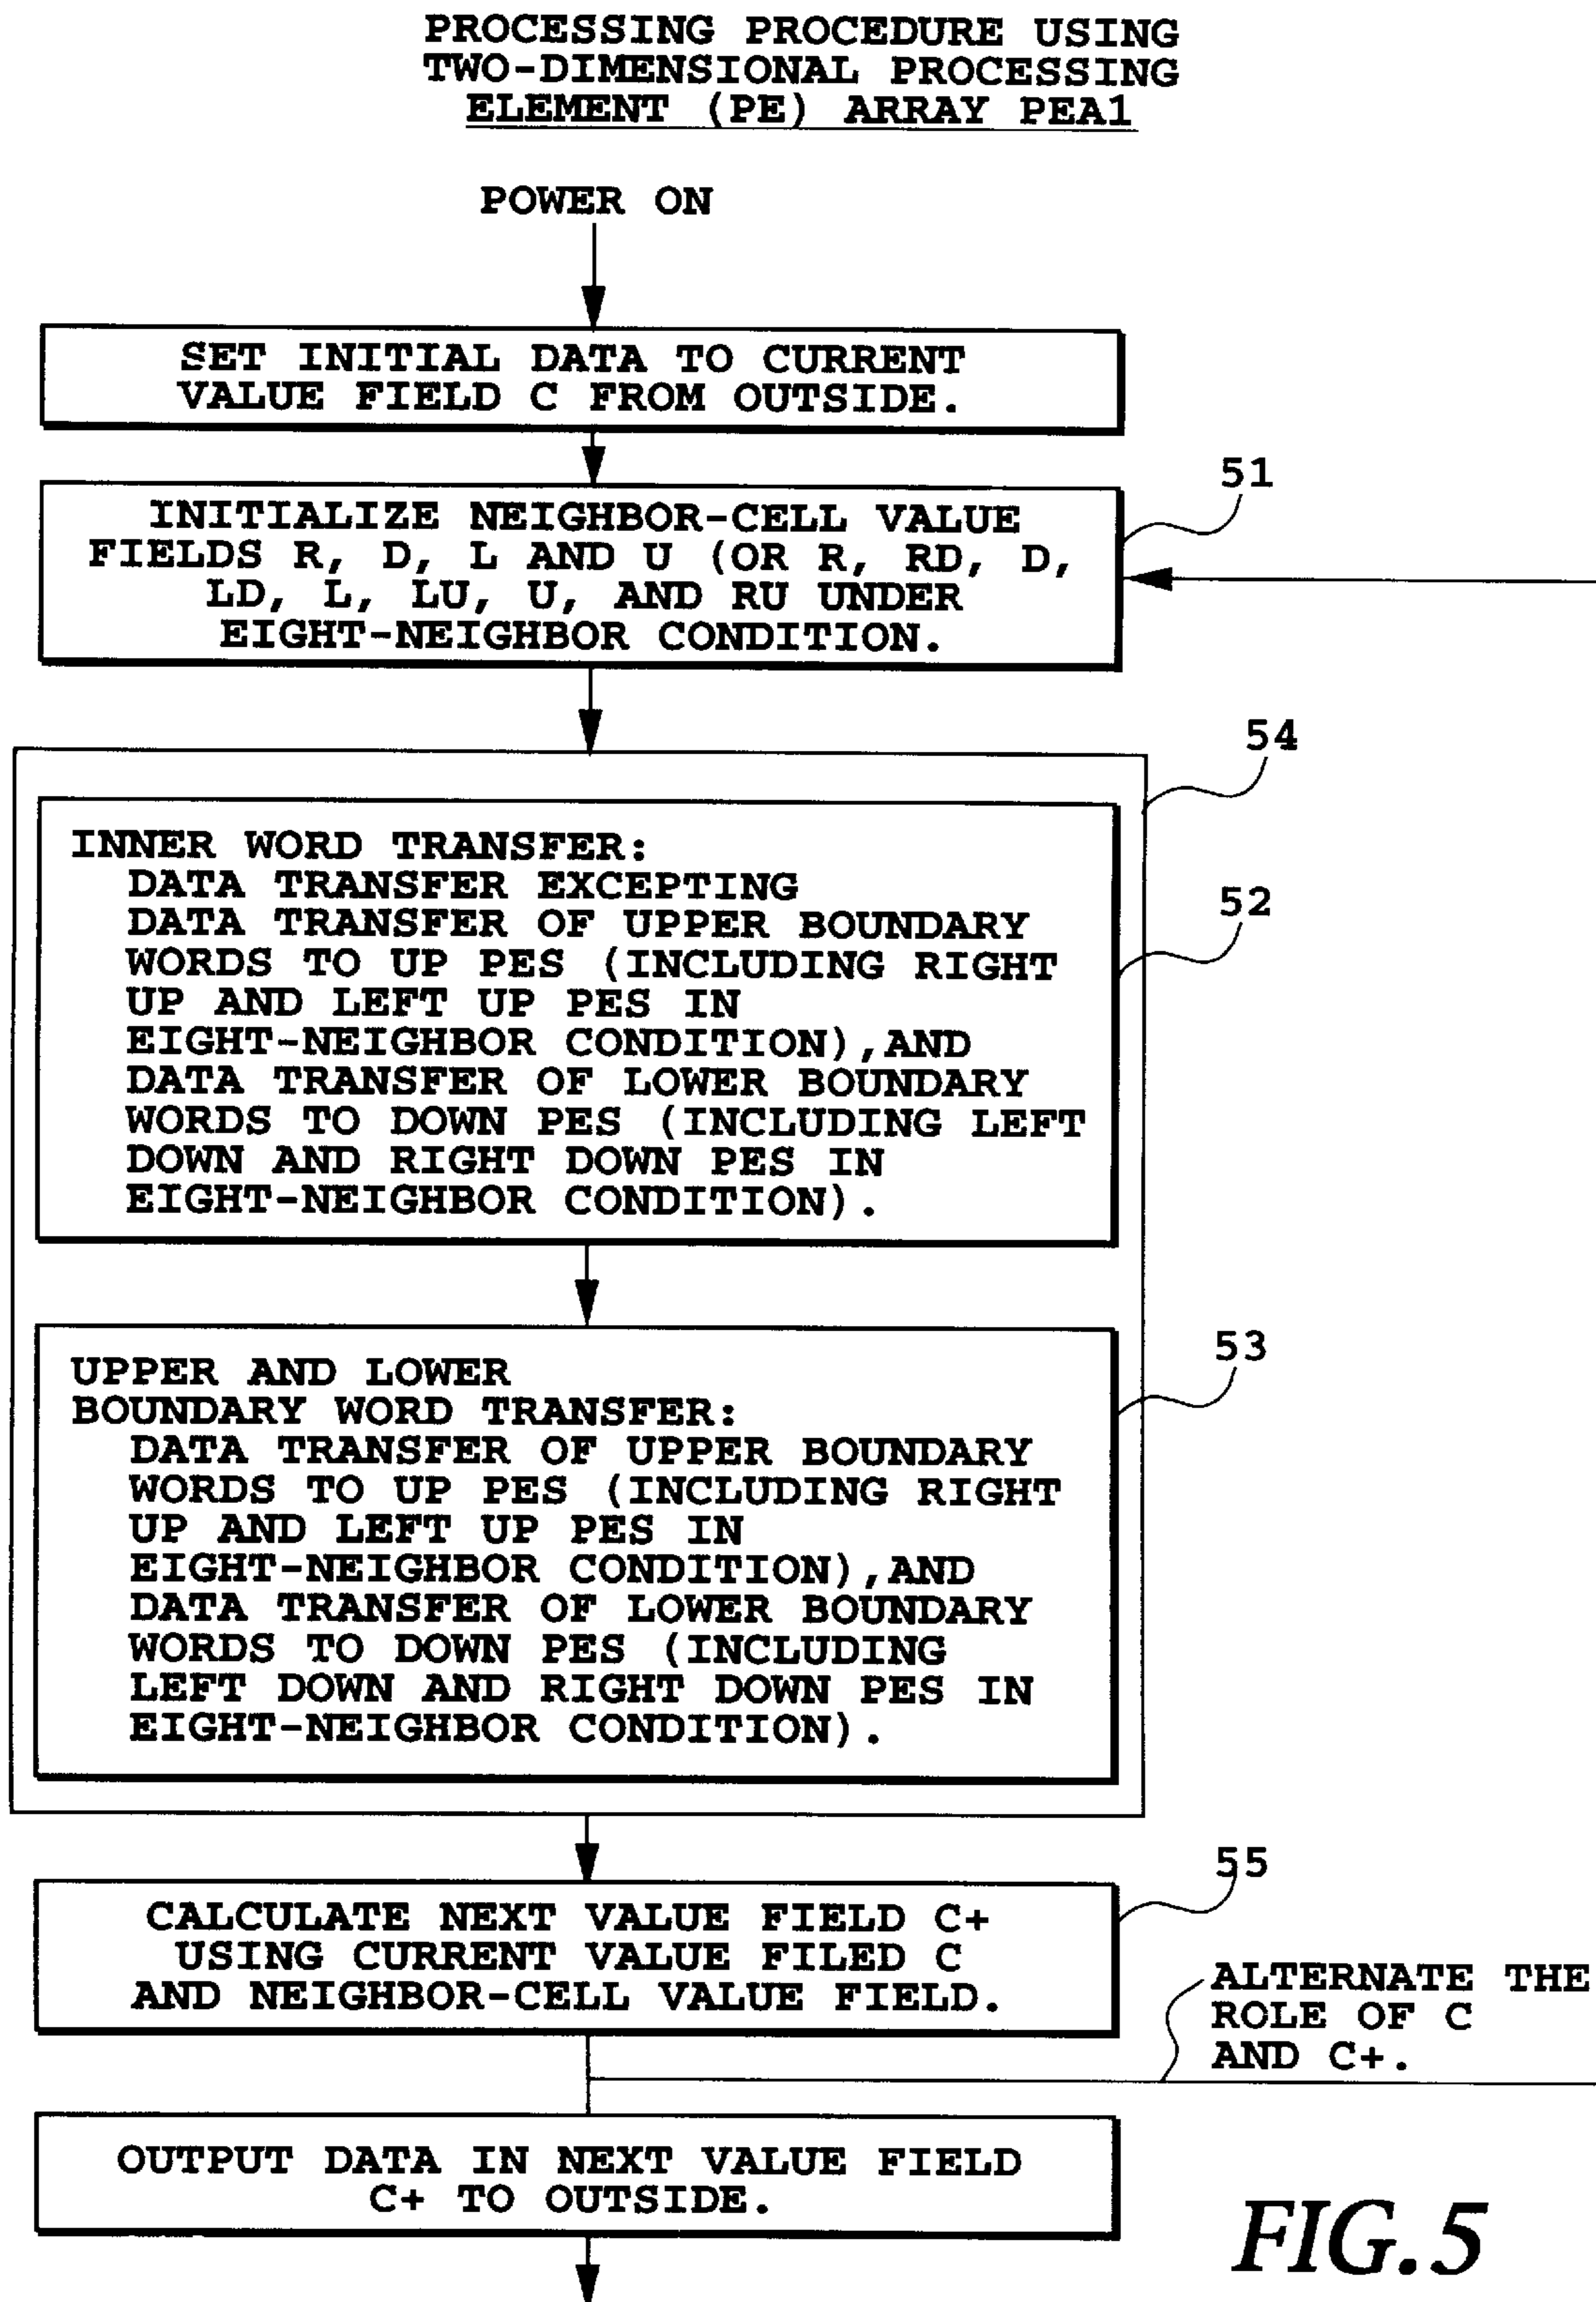 PROCESSING PROCEDURE USING
TWO-DIMENSIONAL PROCESSING
ELEMENT (PE) ARRAY PEA1
POWER ON
SET INITIAL DATA TO CURRENT
VALUE FIELD C FROM OUTSIDE.
51
INITIALIZE NEIGHBOR-CELL VALUE
FIELDS R, D, L AND U (OR R, RD, D,
LD, L, LU, U, AND RU UNDER
EIGHT-NEIGHBOR CONDITION.
54
INNER WORD TRANSFER:
DATA TRANSFER EXCEPTING
52
DATA TRANSFER OF UPPER BOUNDARY
WORDS TO UP PES (INCLUDING RIGHT
UP AND LEFT UP PES IN
EIGHT-NEIGHBOR CONDITION),AND
DATA TRANSFER OF LOWER BOUNDARY
WORDS TO DOWN PES (INCLUDING LEFT
DOWN AND RIGHT DOWN PES IN
EIGHT-NEIGHBOR CONDITION).
53
UPPER AND LOWER
BOUNDARY WORD TRANSFER:
DATA TRANSFER OF UPPER BOUNDARY
WORDS TO UP PES (INCLUDING RIGHT
UP AND LEFT UP PES IN
EIGHT-NEIGHBOR CONDITION),AND
DATA TRANSFER OF LOWER BOUNDARY
WORDS TO DOWN PES (INCLUDING
LEFT DOWN AND RIGHT DOWN PES IN
EIGHT-NEIGHBOR CONDITION).
55
CALCULATE NEXT VALUE FIELD C+
USING CURRENT VALUE FILED C
AND NEIGHBOR-CELL VALUE FIELD.
ALTERNATE THE
ROLE OF C
AND C+.
OUTPUT DATA IN NEXT VALUE FIELD
C+ TO OUTSIDE.
FIG.5